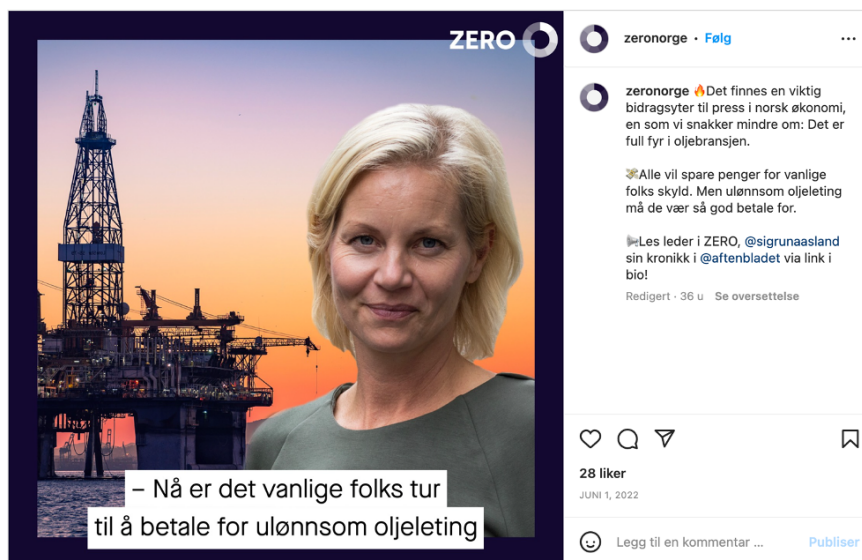 ZERO
– Nå er det vanlige folks tur
til å betale for ulønnsom oljeleting
zeronorge • Følg
zeronorge 🔥Det finnes en viktig
bidragsyter til press i norsk økonomi,
en som vi snakker mindre om: Det er
full fyr i oljebransjen.
💸Alle vil spare penger for vanlige
folks skyld. Men ulønnsom oljeleting
må de vær så god betale for.
Les leder i ZERO, @sigrunaasland
sin kronikk i @aftenbladet via link i
bio!
Redigert · 36 u Se oversettelse
28 liker
JUNI 1, 2022
Legg til en kommentar ... Publiser